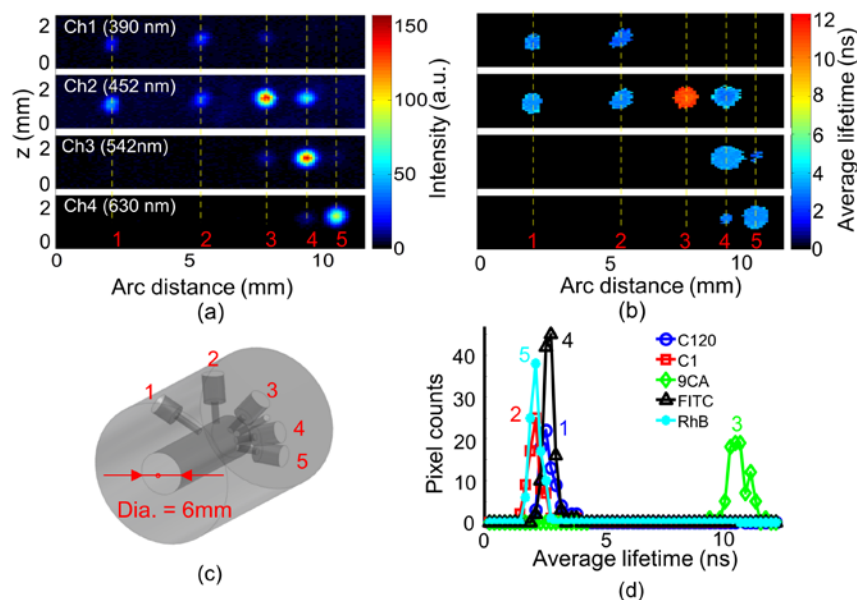 Ch1 (390 nm)
Ch2 (452 nm)
Ch3 (542nm)
Ch4 (630 nm)
2
0
2
0
2
0
2
0
z (mm)
1
2
3
4
5
0
5
10
Arc distance (mm)
(a)
150
100
50
0
Intensity (a.u.)
1
2
3
4
5
0
5
10
Arc distance (mm)
(b)
12
10
8
6
4
2
0
Average lifetime (ns)
1
2
3
4
5
Dia. = 6mm
(c)
40
30
20
10
0
Pixel counts
5
4
2
1
3
C120
C1
9CA
FITC
RhB
0
5
10
Average lifetime (ns)
(d)